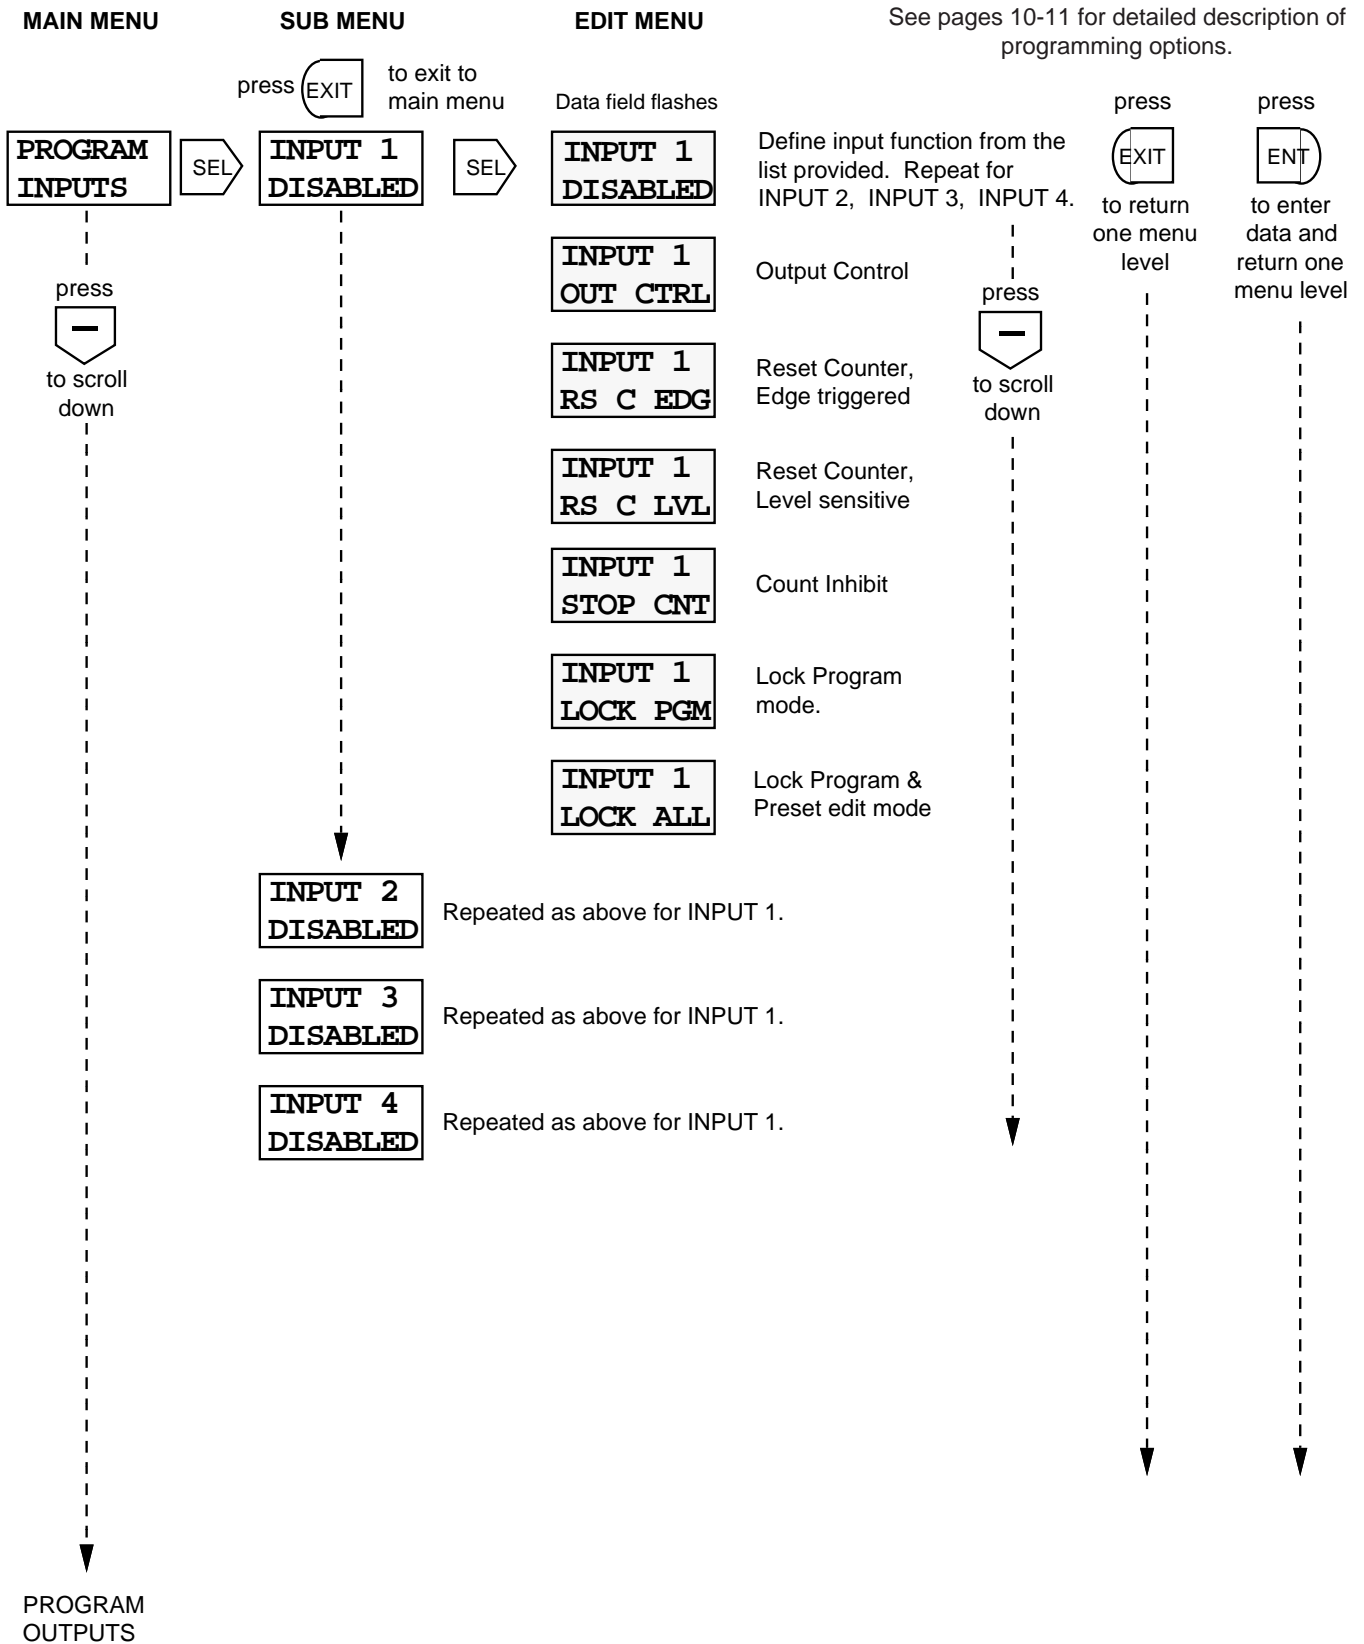 MAIN MENU
SUB MENU
EDIT MENU
See pages 10-11 for detailed description of
programming options.
press
EXIT
to exit to
main menu
Data field flashes
press
press
PROGRAM
INPUTS
SEL
INPUT 1
DISABLED
SEL
INPUT 1
DISABLED
Define input function from the
list provided. Repeat for
INPUT 2, INPUT 3, INPUT 4.
EXIT
to return
one menu
level
ENT
to enter
data and
return one
menu level
press
–
to scroll
down
INPUT 1
OUT CTRL
Output Control
press
–
to scroll
down
INPUT 1
RS C EDG
Reset Counter,
Edge triggered
INPUT 1
RS C LVL
Reset Counter,
Level sensitive
INPUT 1
STOP CNT
Count Inhibit
INPUT 1
LOCK PGM
Lock Program
mode.
INPUT 1
LOCK ALL
Lock Program &
Preset edit mode
INPUT 2
DISABLED
Repeated as above for INPUT 1.
INPUT 3
DISABLED
Repeated as above for INPUT 1.
INPUT 4
DISABLED
Repeated as above for INPUT 1.
PROGRAM
OUTPUTS